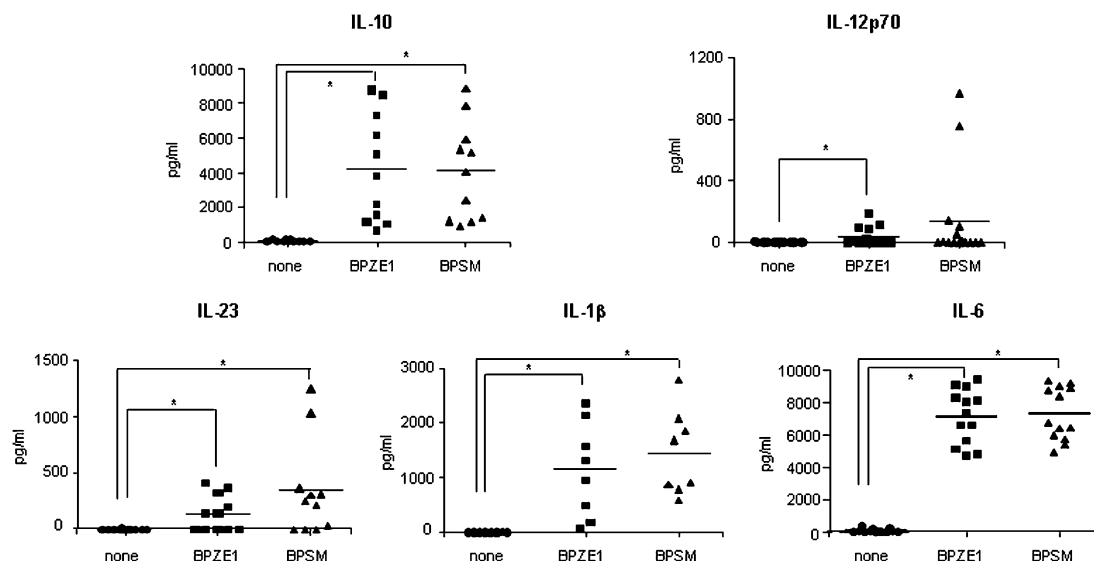 IL-10
IL-12p70
pg/ml
10000
8000
6000
4000
2000
0
*
*
none
BPZE1
BPSM
pg/ml
1200
800
400
0
*
none
BPZE1
BPSM
IL-23
IL-1β
IL-6
pg/ml
1500
1000
500
0
*
*
none
BPZE1
BPSM
pg/ml
3000
2000
1000
0
*
*
none
BPZE1
BPSM
pg/ml
10000
8000
6000
4000
2000
0
*
*
none
BPZE1
BPSM